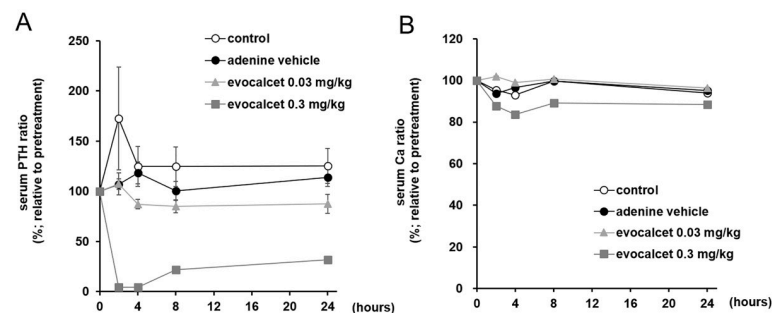 A
serum PTH ratio
(%; relative to pretreatment)
250
200
150
100
50
0
0 4 8 12 16 20 24 (hours)
control
adenine vehicle
evocalcet 0.03 mg/kg
evocalcet 0.3 mg/kg
B
serum Ca ratio
(%; relative to pretreatment)
120
100
80
60
40
20
0
0 4 8 12 16 20 24 (hours)
control
adenine vehicle
evocalcet 0.03 mg/kg
evocalcet 0.3 mg/kg